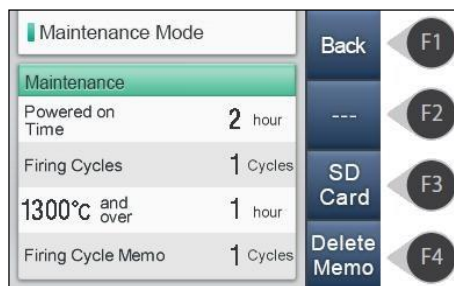 Maintenance Mode
Back
F1
Maintenance
Powered on
Time
2 hour
---
F2
Firing Cycles
1 Cycles
SD
Card
F3
1300°c and
over
1 hour
Firing Cycle Memo
1 Cycles
Delete
Memo
F4